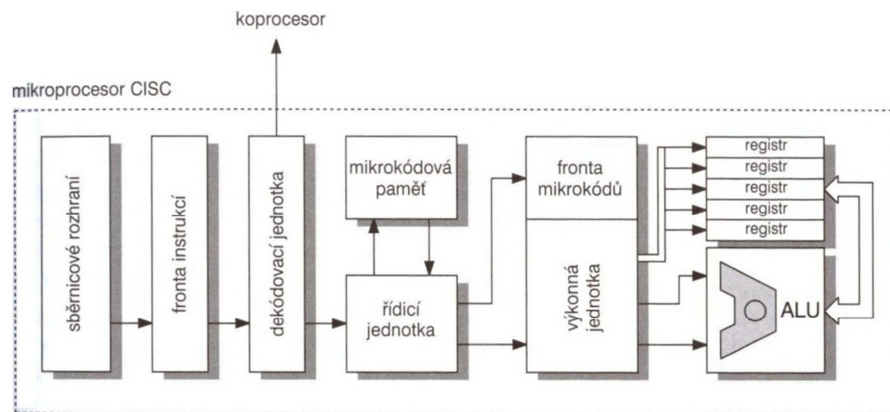 koprocesor
mikroprocesor CISC
sběrnicové rozhraní
fronta instrukcí
dekódovací jednotka
mikrokódová
paměť
řídicí
jednotka
fronta
mikrokódů
výkonná
jednotka
registr
registr
registr
registr
registr
ALU